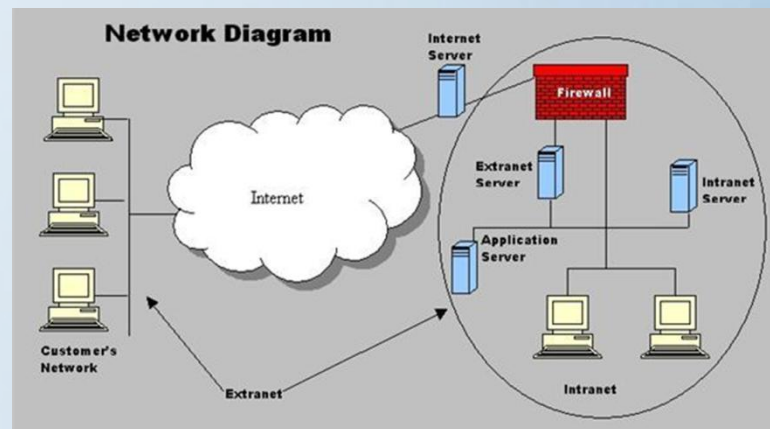 Network Diagram
Internet
Server
Firewall
Extranet
Server
Intranet
Server
Internet
Application
Server
Customer's
Network
Extranet
Intranet